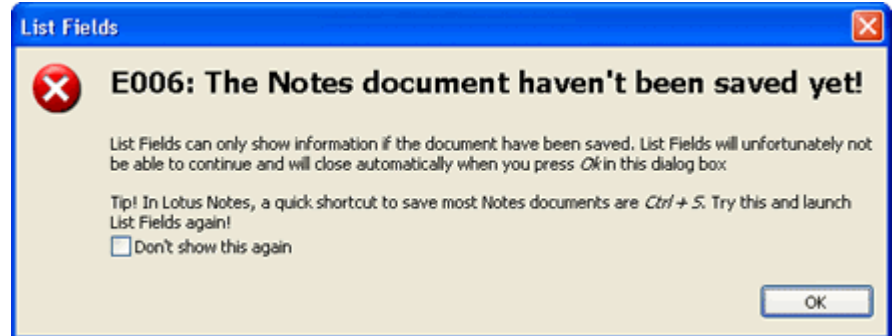 List Fields
E006: The Notes document haven't been saved yet!
List Fields can only show information if the document have been saved. List Fields will unfortunately not
be able to continue and will close automatically when you press Ok in this dialog box
Tip! In Lotus Notes, a quick shortcut to save most Notes documents are Ctrl + S. Try this and launch
List Fields again!
Don't show this again
OK